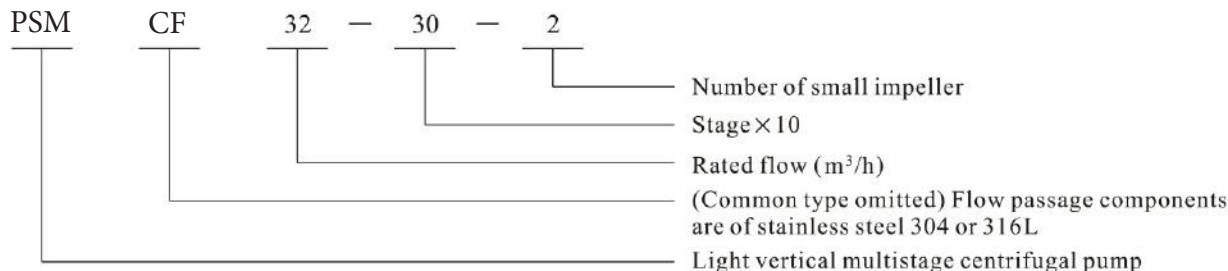 PSM CF 32 — 30 — 2
Number of small impeller
Stage×10
Rated flow (m³/h)
(Common type omitted) Flow passage components
are of stainless steel 304 or 316L
Light vertical multistage centrifugal pump